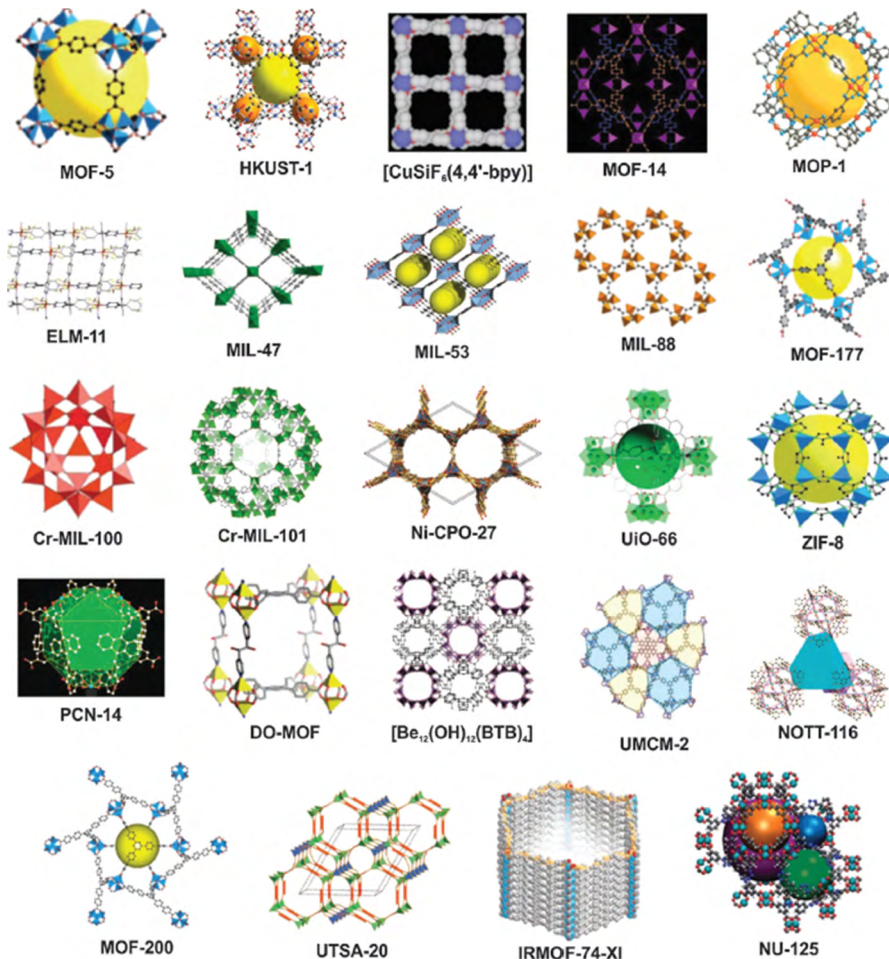 MOF-5
HKUST-1
[CuSiF₆(4,4'-bpy)]
MOF-14
MOP-1
ELM-11
MIL-47
MIL-53
MIL-88
MOF-177
Cr-MIL-100
Cr-MIL-101
Ni-CPO-27
UiO-66
ZIF-8
PCN-14
DO-MOF
[Be₁₂(OH)₁₂(BTB)₄]
UMCM-2
NOTT-116
MOF-200
UTSA-20
IRMOF-74-XI
NU-125